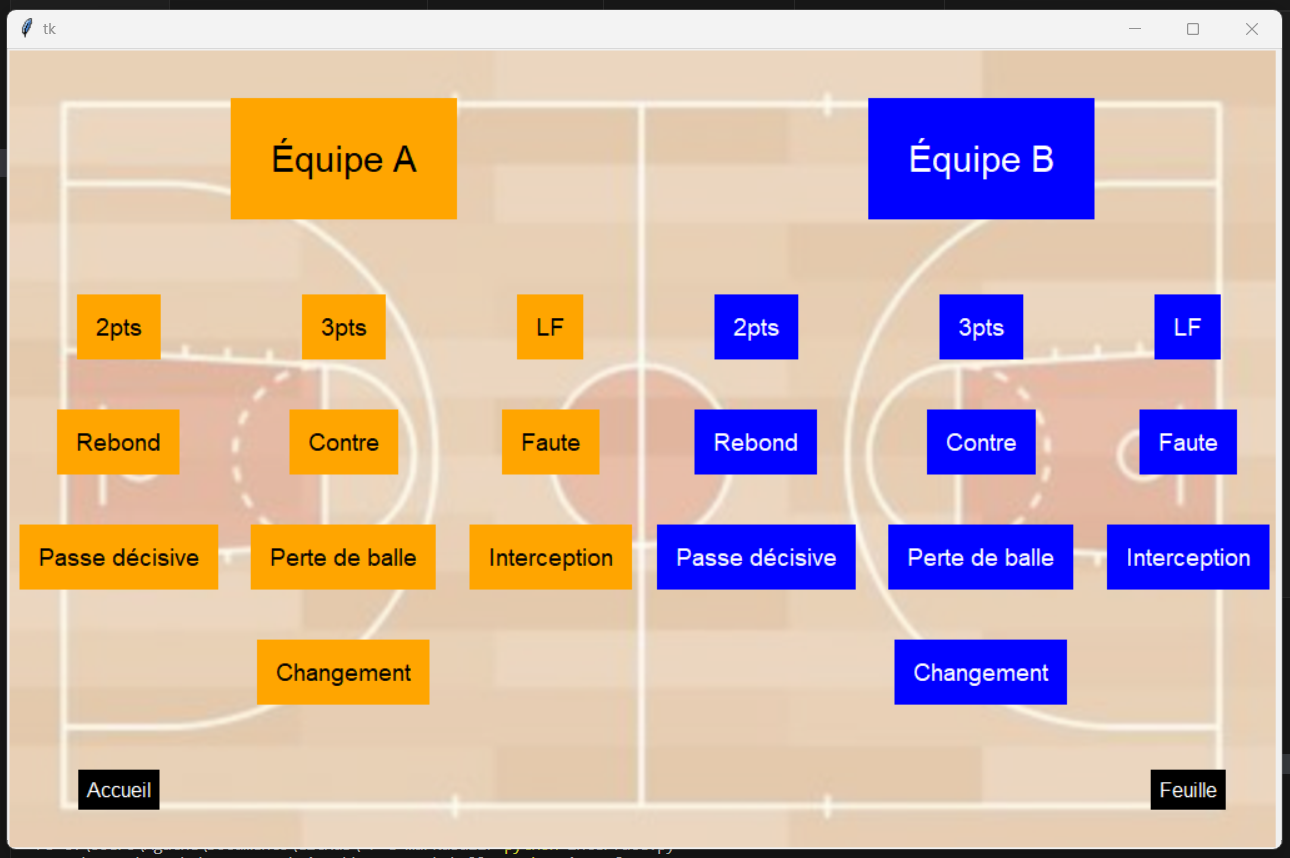 tk
Équipe A
Équipe B
2pts
3pts
LF
2pts
3pts
LF
Rebond
Contre
Faute
Rebond
Contre
Faute
Passe décisive
Perte de balle
Interception
Passe décisive
Perte de balle
Interception
Changement
Changement
Accueil
Feuille